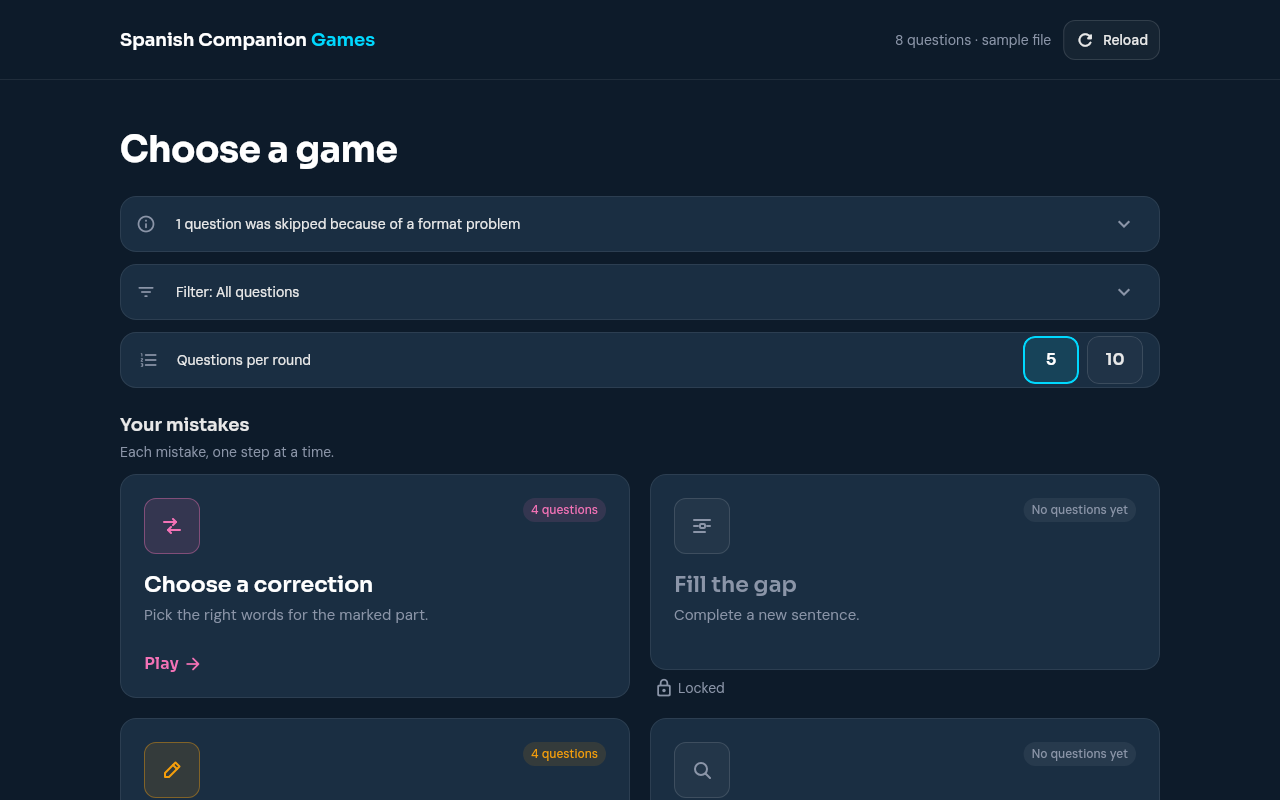 Spanish Companion Games
8 questions · sample file
Reload
Choose a game
1 question was skipped because of a format problem
Filter: All questions
Questions per round
5
10
Your mistakes
Each mistake, one step at a time.
4 questions
Choose a correction
Pick the right words for the marked part.
Play →
No questions yet
Fill the gap
Complete a new sentence.
Locked
4 questions
No questions yet